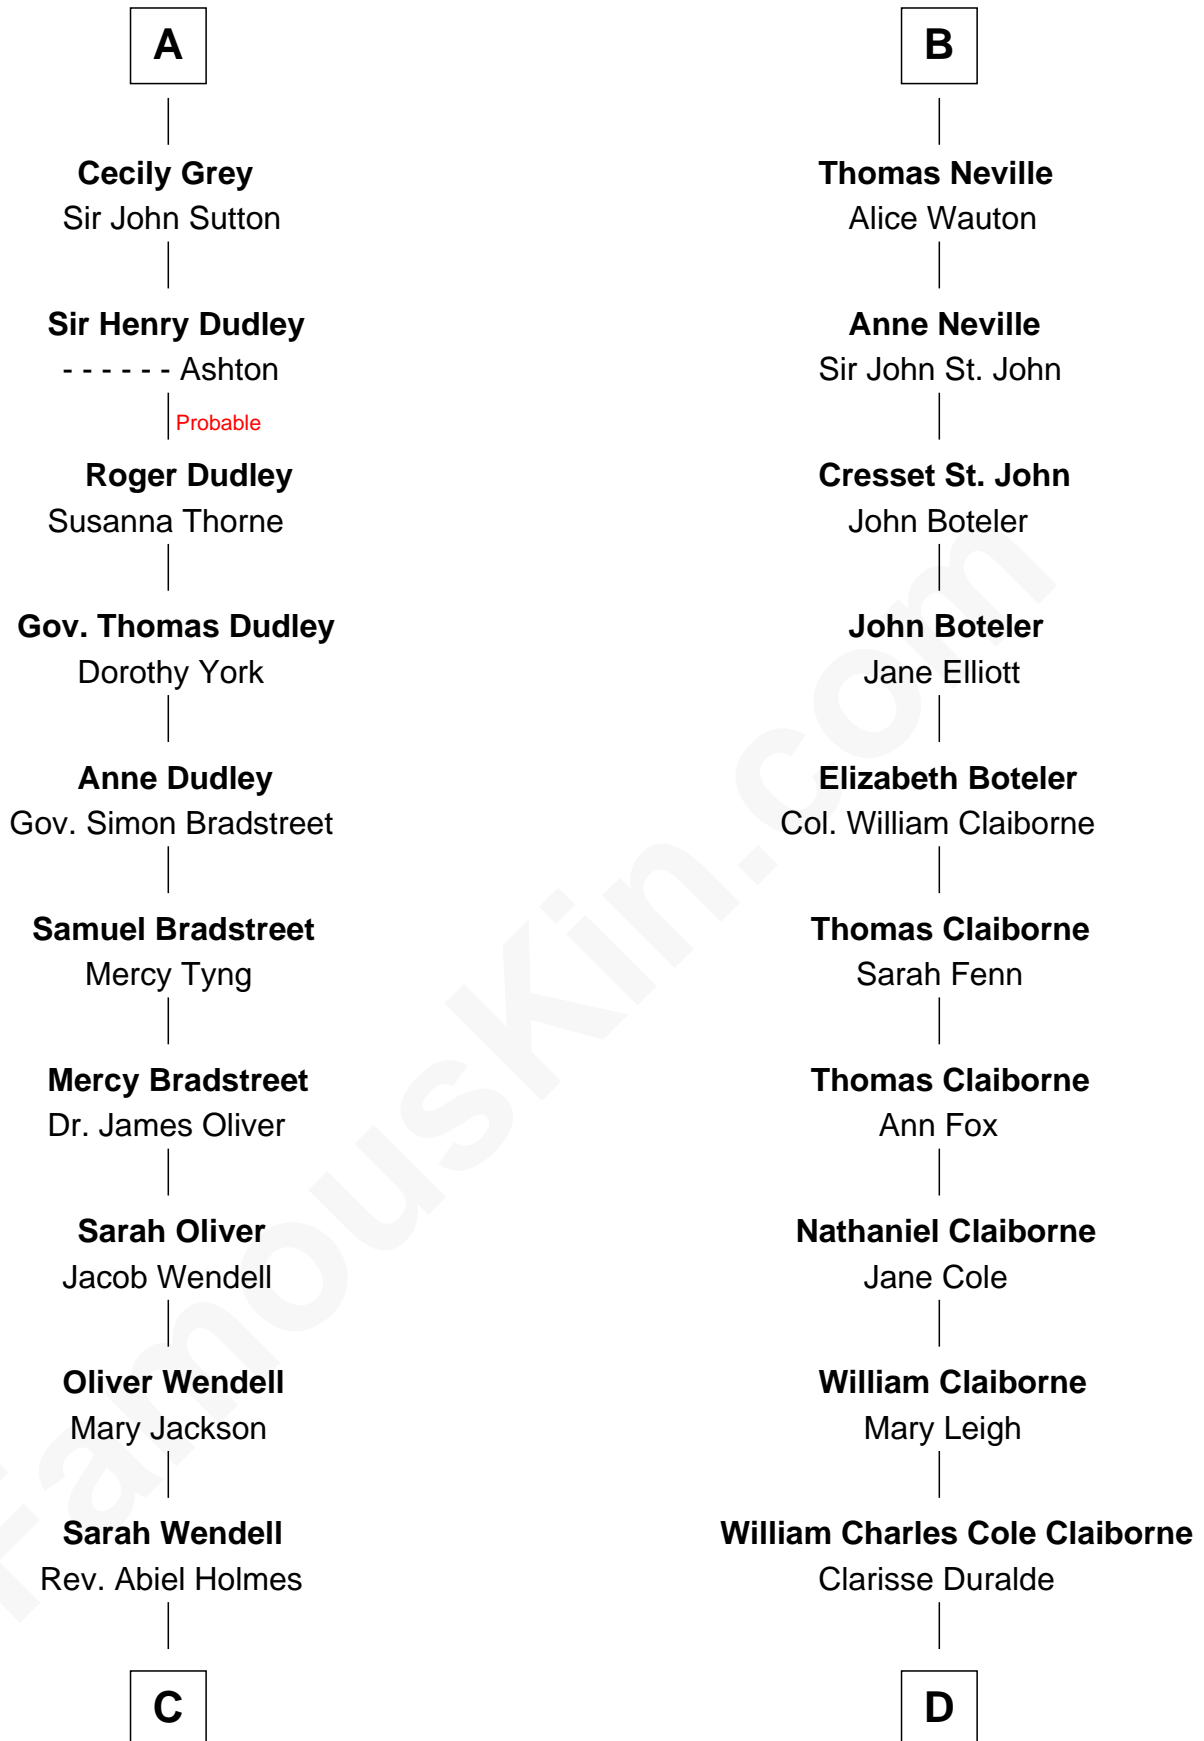 A
Cecily Grey
Sir John Sutton
Sir Henry Dudley
- - - - - - Ashton
Probable
Roger Dudley
Susanna Thorne
Gov. Thomas Dudley
Dorothy York
Anne Dudley
Gov. Simon Bradstreet
Samuel Bradstreet
Mercy Tyng
Mercy Bradstreet
Dr. James Oliver
Sarah Oliver
Jacob Wendell
Oliver Wendell
Mary Jackson
Sarah Wendell
Rev. Abiel Holmes
C
B
Thomas Neville
Alice Wauton
Anne Neville
Sir John St. John
Cresset St. John
John Boteler
John Boteler
Jane Elliott
Elizabeth Boteler
Col. William Claiborne
Thomas Claiborne
Sarah Fenn
Thomas Claiborne
Ann Fox
Nathaniel Claiborne
Jane Cole
William Claiborne
Mary Leigh
William Charles Cole Claiborne
Clarisse Duralde
D
FamousKin.com